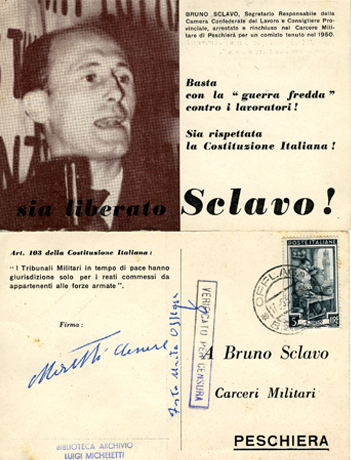 BRUNO SCLAVO, Segretario Responsabile della
Camera Confederale del Lavoro e Consigliere Pro-
vinciale, arrestato e rinchiuso nel Carcere Mili-
tare di Peschiera per un comizio tenuto nel 1950.
Basta
con la "guerra fredda"
contro i lavoratori!
Sia rispettata
la Costituzione Italiana!
sia liberato Sclavo!
Art. 103 della Costituzione Italiana:
"I Tribunali Militari in tempo di pace hanno
giurisdizione solo per i reati commessi da
appartenenti alle forze armate".
Firma:
VERIFICATO PER CENSURA
POSTE ITALIANE
A Bruno Sclavo
Carceri Militari
PESCHIERA
BIBLIOTECA ARCHIVIO
LUIGI MICHELETTI